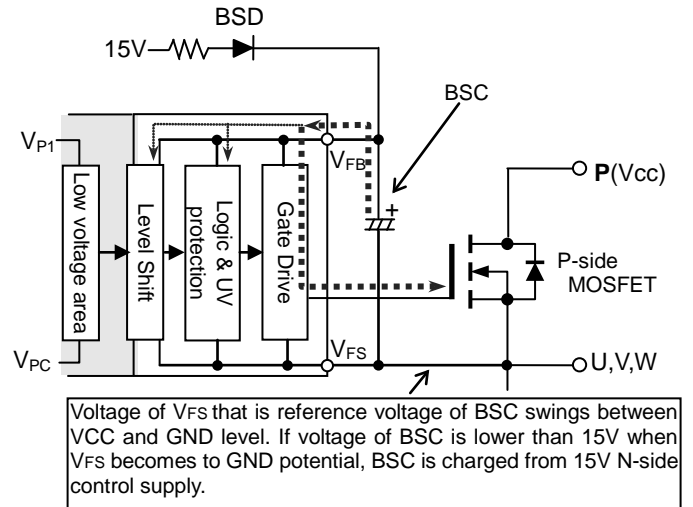 BSD
15V
BSC
VP1
VFB
+
P(Vcc)
Low voltage area
Level Shift
Logic & UV
protection
Gate Drive
P-side
MOSFET
VPC
VFS
U,V,W
Voltage of VFS that is reference voltage of BSC swings between
VCC and GND level. If voltage of BSC is lower than 15V when
VFS becomes to GND potential, BSC is charged from 15V N-side
control supply.